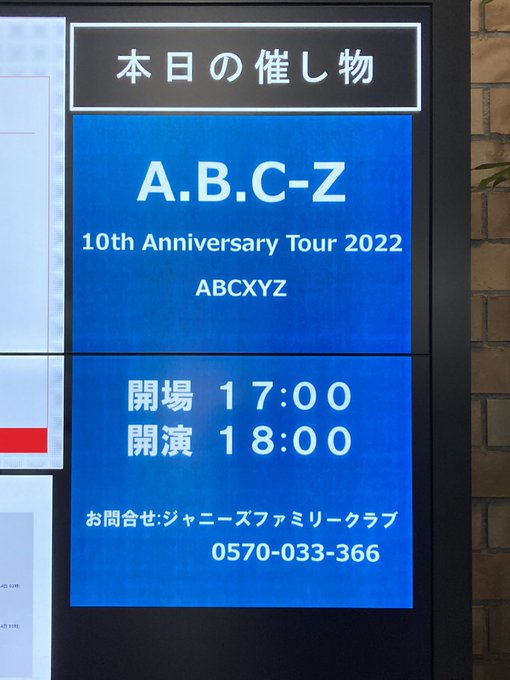 本日の催し物
A.B.C-Z
10th Anniversary Tour 2022
ABCXYZ
開場 17:00
開演 18:00
お問合せ:ジャニーズファミリークラブ
0570-033-366